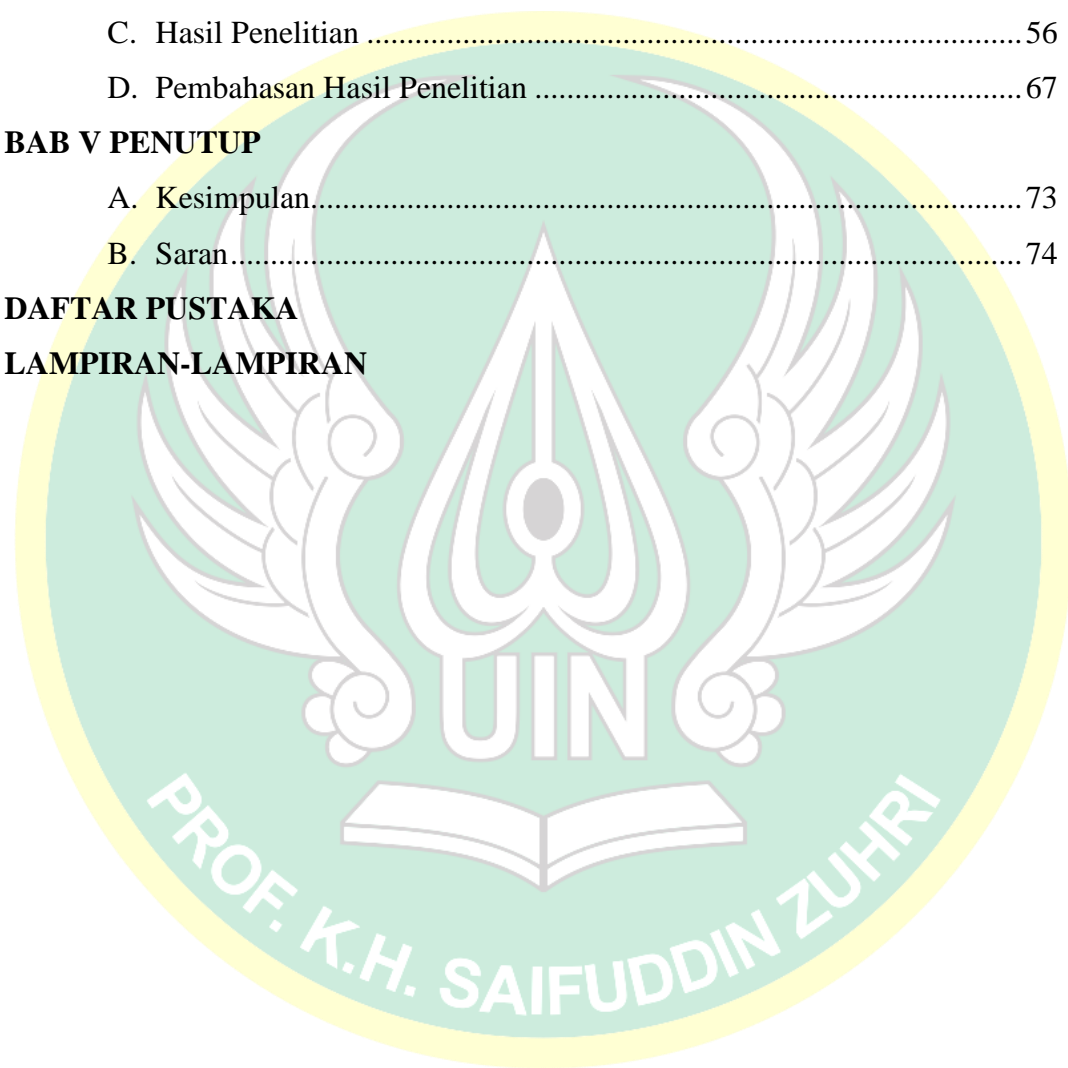 C. Hasil Penelitian ........................................................................................ 56
D. Pembahasan Hasil Penelitian ................................................................. 67
BAB V PENUTUP
A. Kesimpulan............................................................................................... 73
B. Saran.......................................................................................................... 74
DAFTAR PUSTAKA
LAMPIRAN-LAMPIRAN
UIN
PROF. K.H. SAIFUDDIN ZUHRI